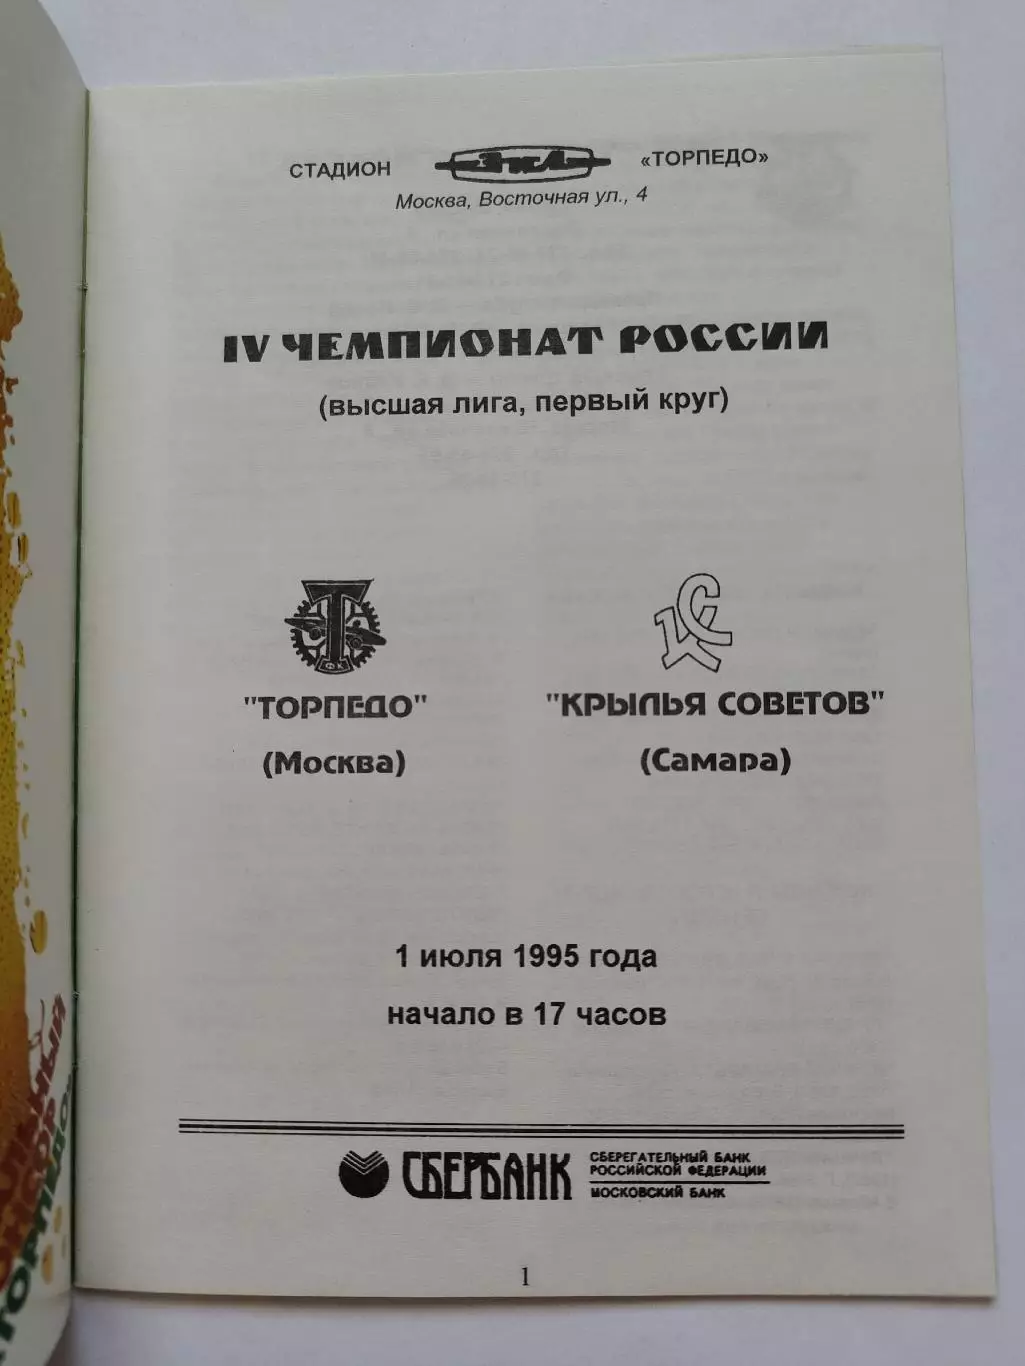 СТАДИОН ЗИЛ «ТОРПЕДО»
Москва, Восточная ул., 4
IV ЧЕМПИОНАТ РОССИИ
(высшая лига, первый круг)
"ТОРПЕДО"
(Москва)
"КРЫЛЬЯ СОВЕТОВ"
(Самара)
1 июля 1995 года
начало в 17 часов
СБЕРБАНК
СБЕРЕГАТЕЛЬНЫЙ БАНК
РОССИЙСКОЙ ФЕДЕРАЦИИ
МОСКОВСКИЙ БАНК
1